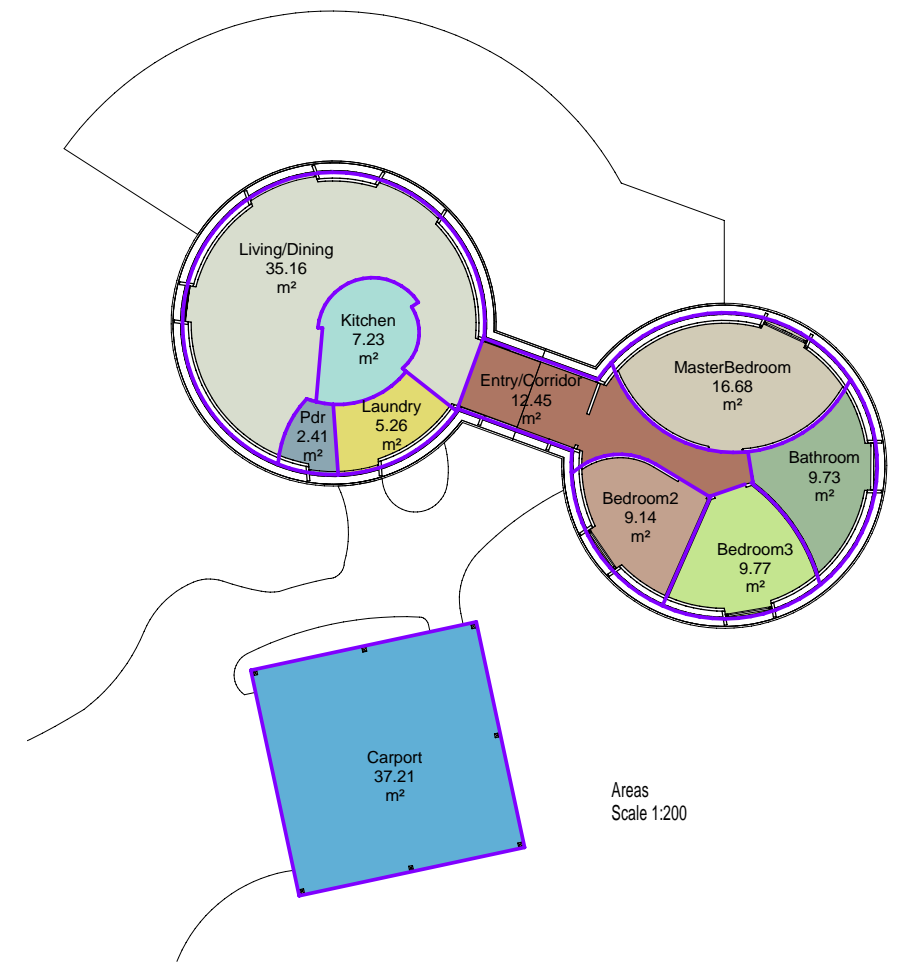 Living/Dining
35.16
m²
Kitchen
7.23
m²
Entry/Corridor
12.45
m²
MasterBedroom
16.68
m²
Pdr
2.41
m²
Laundry
5.26
m²
Bathroom
9.73
m²
Bedroom2
9.14
m²
Bedroom3
9.77
m²
Carport
37.21
m²
Areas
Scale 1:200